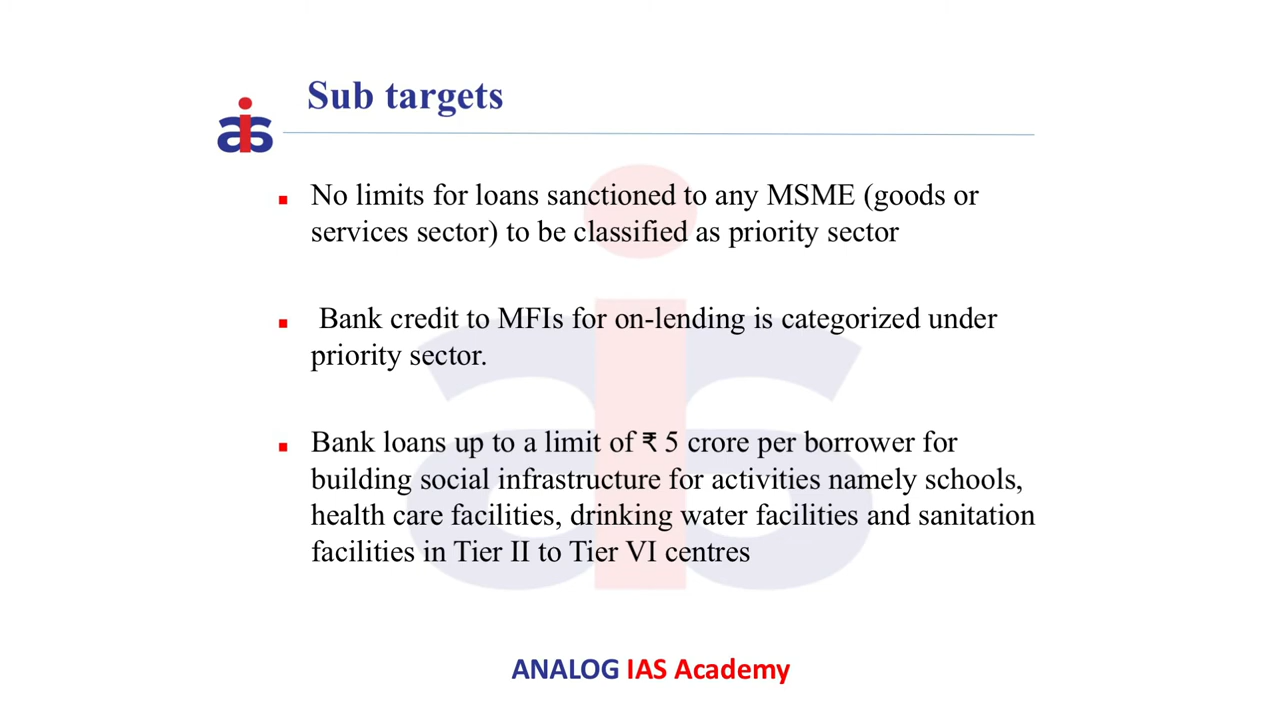 Sub targets
ias
No limits for loans sanctioned to any MSME (goods or
services sector) to be classified as priority sector
Bank credit to MFIs for on-lending is categorized under
priority sector.
Bank loans up to a limit of ₹ 5 crore per borrower for
building social infrastructure for activities namely schools,
health care facilities, drinking water facilities and sanitation
facilities in Tier II to Tier VI centres
ANALOG IAS Academy